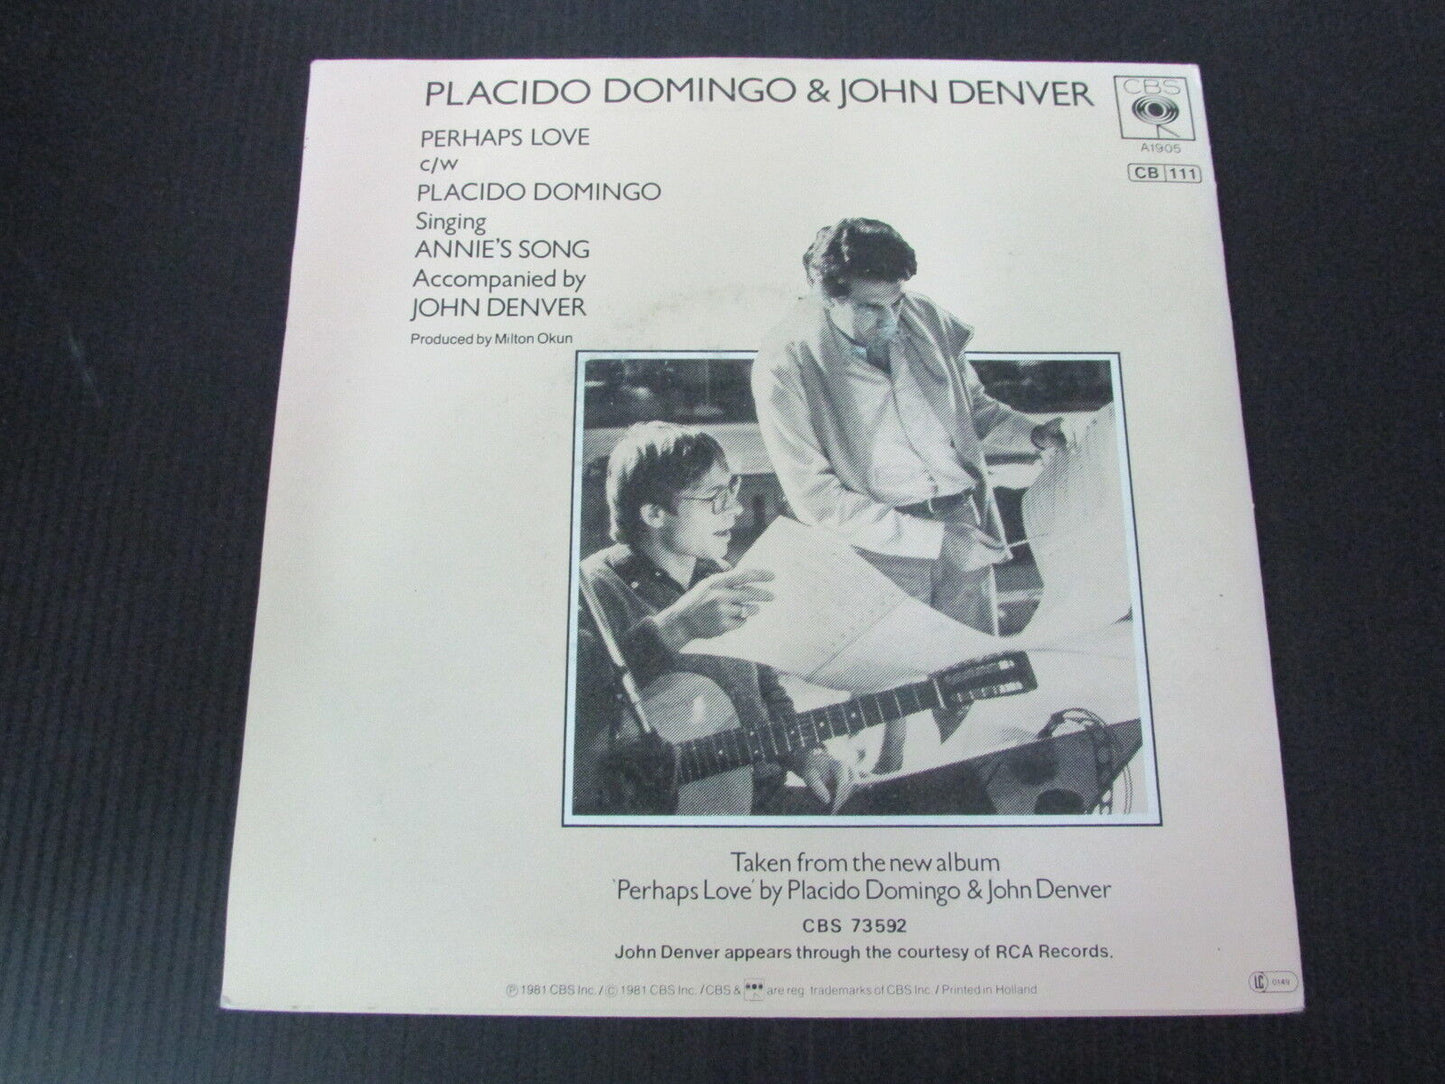 PLACIDO DOMINGO & JOHN DENVER
CBS
A1905
CB 111
PERHAPS LOVE
c/w
PLACIDO DOMINGO
Singing
ANNIE'S SONG
Accompanied by
JOHN DENVER
Produced by Milton Okun
Taken from the new album
'Perhaps Love' by Placido Domingo & John Denver
CBS 73592
John Denver appears through the courtesy of RCA Records.
℗ 1981 CBS Inc. / © 1981 CBS Inc. / CBS & are reg. trademarks of CBS Inc. / Printed in Holland
LC 0149